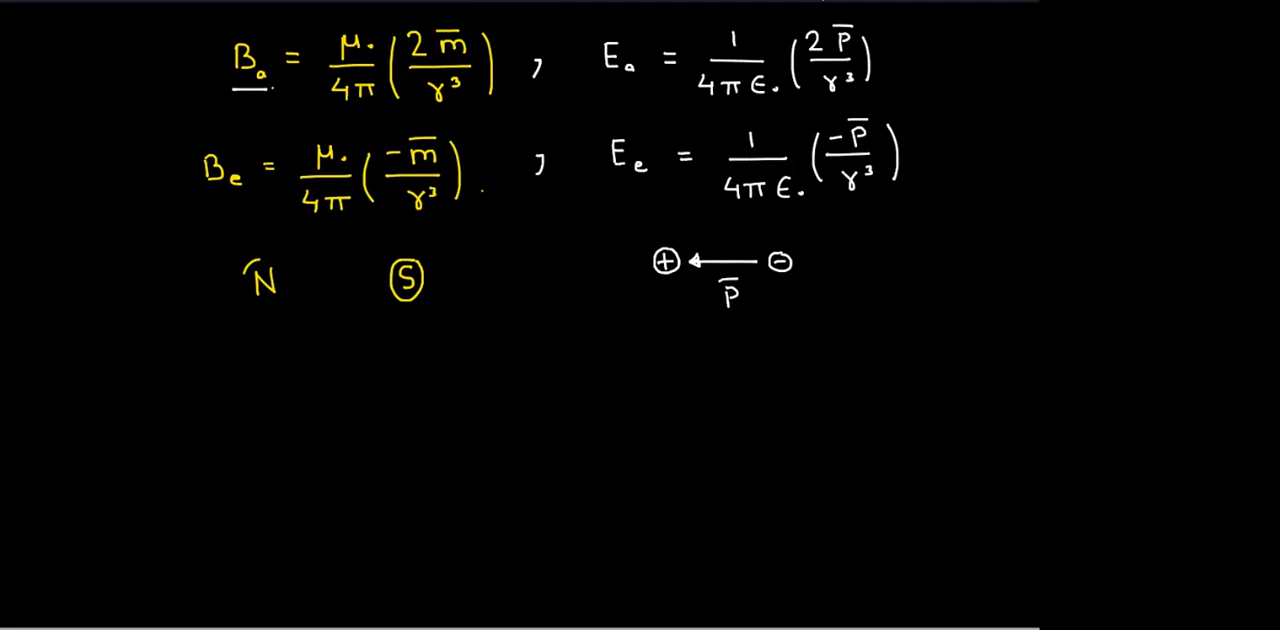 Bₐ = μ₀/4π (2m̅/r³) , Eₐ = 1/4πϵ₀ (2p̅/r³)
Bₑ = μ₀/4π (-m̅/r³) , Eₑ = 1/4πϵ₀ (-p̅/r³)
N S + ← -
p̅